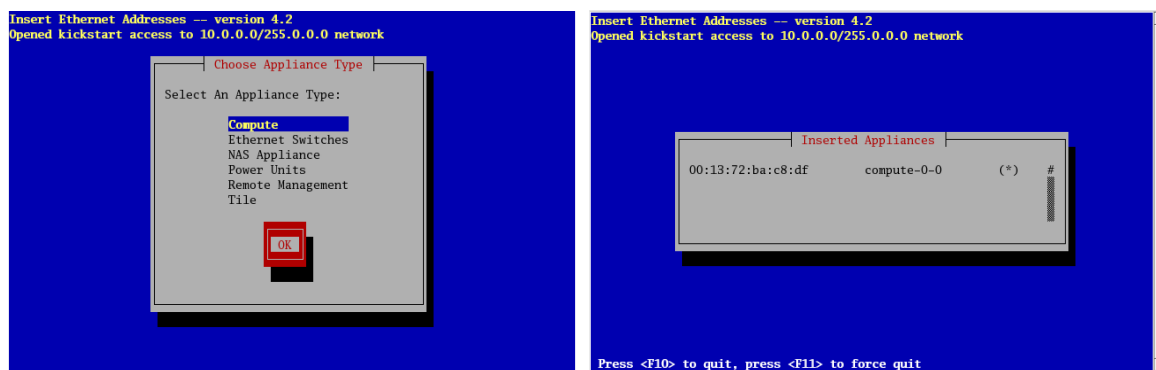 Insert Ethernet Addresses -- version 4.2
Opened kickstart access to 10.0.0.0/255.0.0.0 network
Choose Appliance Type
Select An Appliance Type:
Compute
Ethernet Switches
NAS Appliance
Power Units
Remote Management
Tile
OK
Insert Ethernet Addresses -- version 4.2
Opened kickstart access to 10.0.0.0/255.0.0.0 network
Inserted Appliances
00:13:72:ba:c8:df compute-0-0 (*) #
Press <F10> to quit, press <F11> to force quit